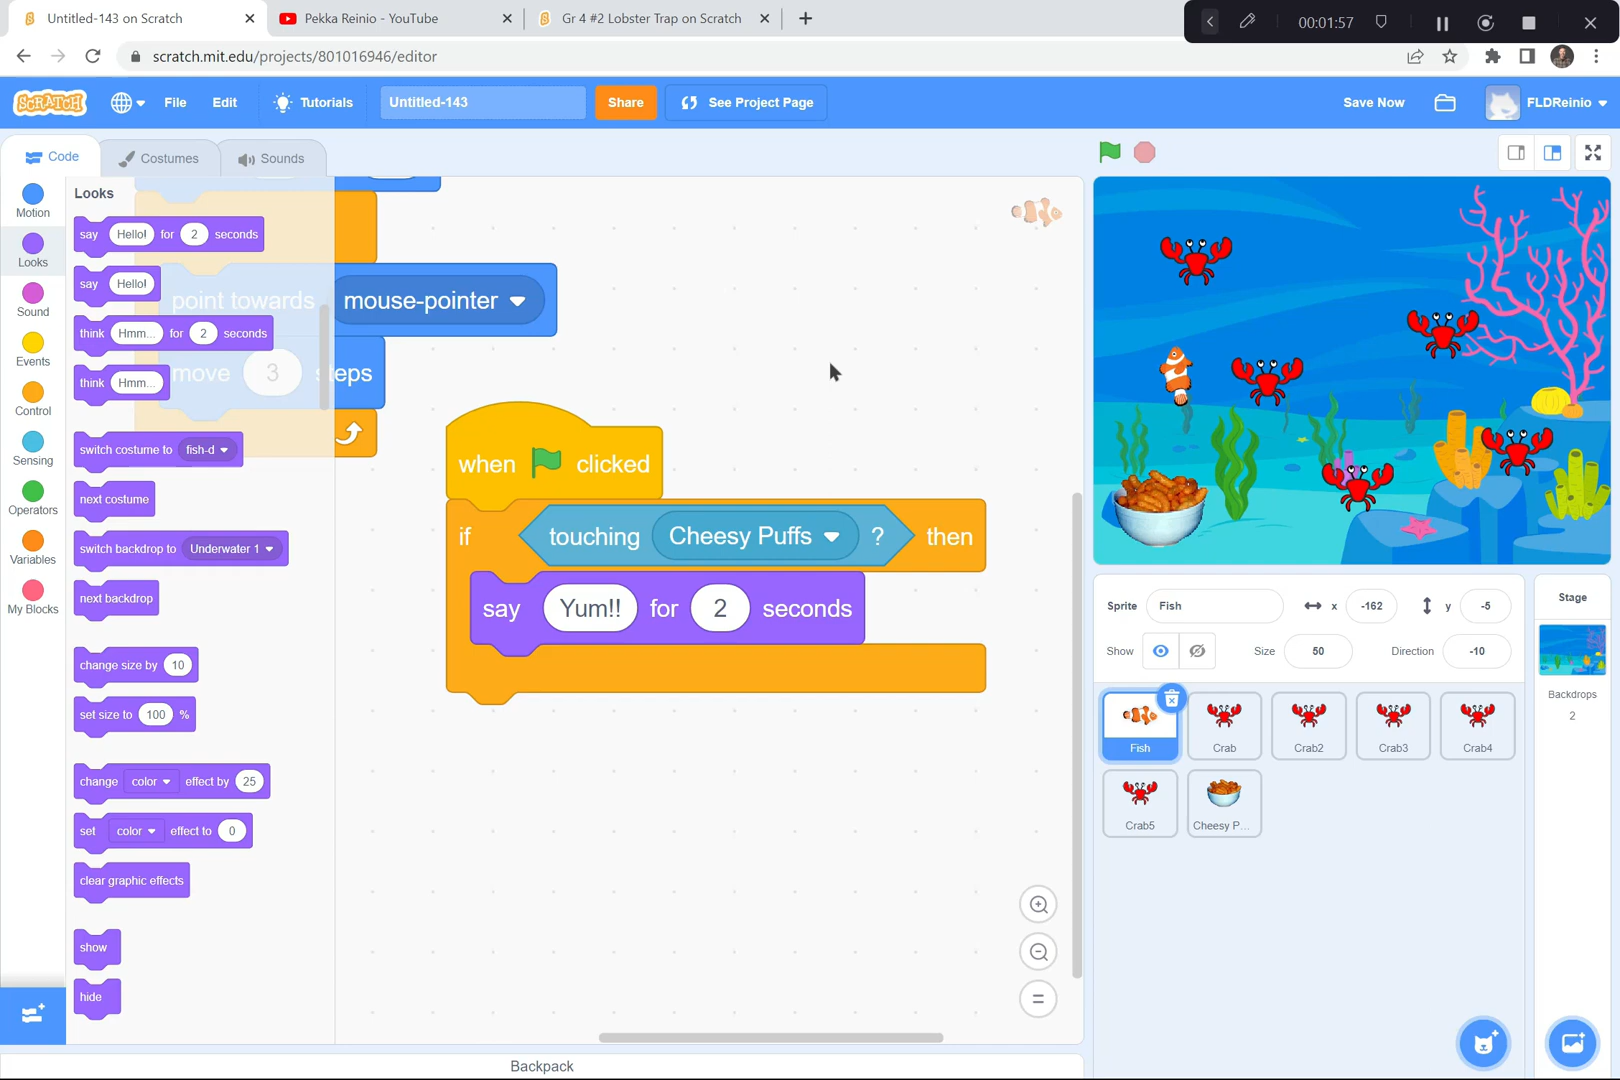 Untitled-143 on Scratch
Pekka Reinio - YouTube
Gr 4 #2 Lobster Trap on Scratch
00:01:57
scratch.mit.edu/projects/801016946/editor
SCRATCH
File
Edit
Tutorials
Untitled-143
Share
See Project Page
Save Now
FLDReinio
Code
Costumes
Sounds
Motion
Looks
Sound
Events
Control
Sensing
Operators
Variables
My Blocks
Looks
say Hello! for 2 seconds
say Hello!
think Hmm... for 2 seconds
think Hmm...
switch costume to fish-d
next costume
switch backdrop to Underwater 1
next backdrop
change size by 10
set size to 100 %
change color effect by 25
set color effect to 0
clear graphic effects
show
hide
point towards mouse-pointer
move 3 steps
when clicked
if touching Cheesy Puffs ? then
say Yum!! for 2 seconds
Backpack
Sprite Fish x -162 y -5
Show Size 50 Direction -10
Fish
Crab
Crab2
Crab3
Crab4
Crab5
Cheesy P...
Stage
Backdrops
2